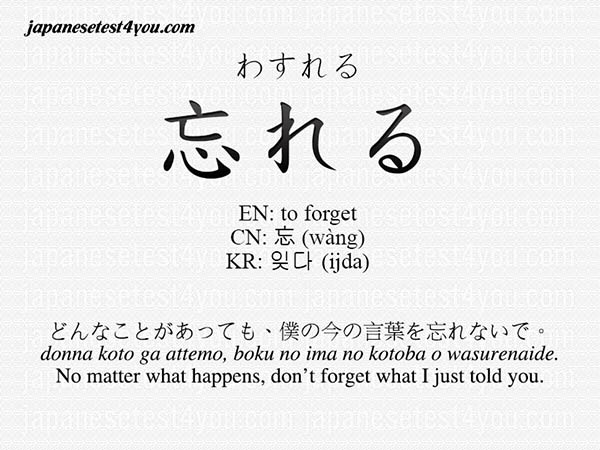 japanesetest4you.com
わすれる
忘れる
EN: to forget
CN: 忘 (wàng)
KR: 잊다 (ijda)
どんなことがあっても、僕の今の言葉を忘れないで。
donna koto ga attemo, boku no ima no kotoba o wasurenaide.
No matter what happens, don't forget what I just told you.